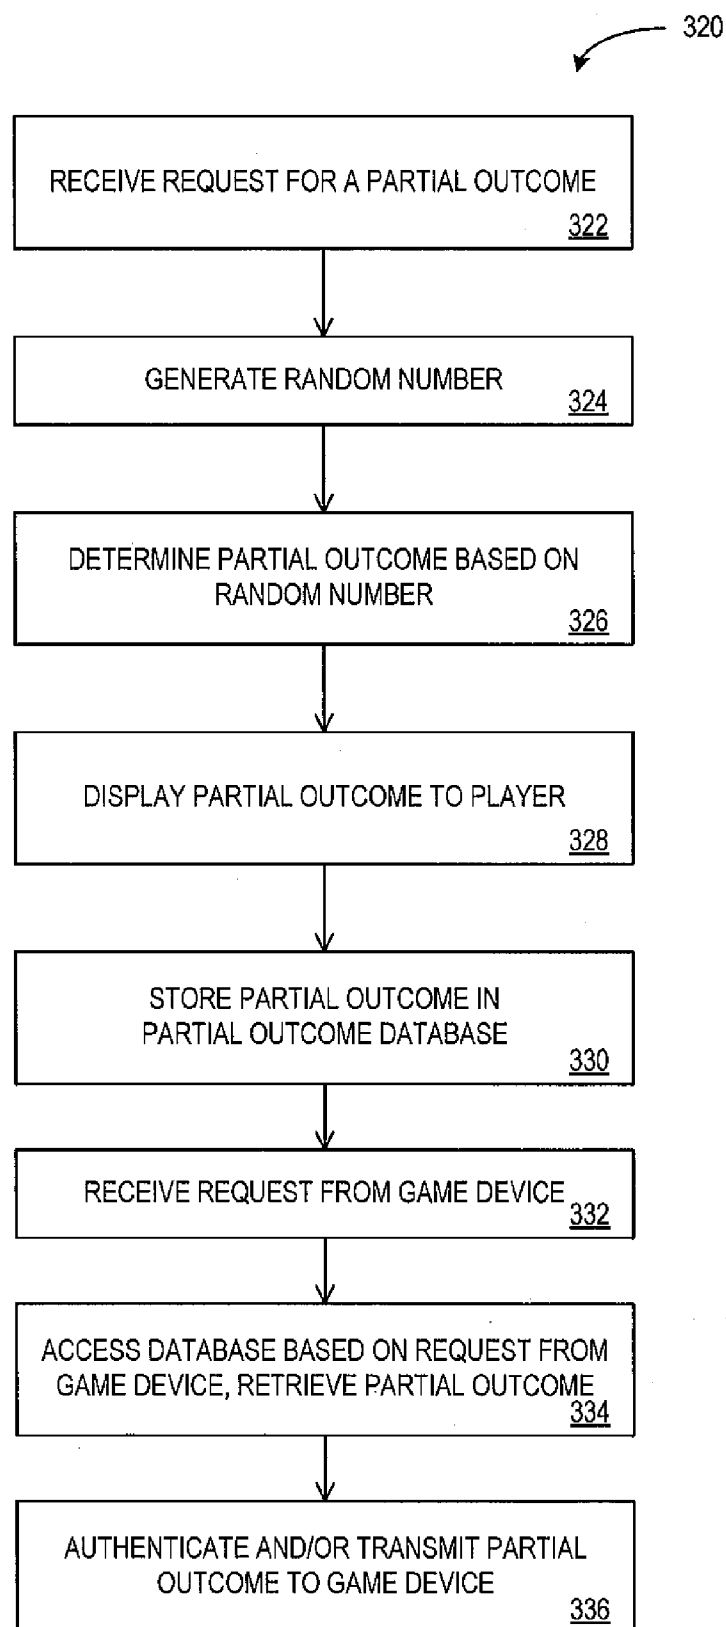 320
RECEIVE REQUEST FOR A PARTIAL OUTCOME
322
GENERATE RANDOM NUMBER
324
DETERMINE PARTIAL OUTCOME BASED ON
RANDOM NUMBER
326
DISPLAY PARTIAL OUTCOME TO PLAYER
328
STORE PARTIAL OUTCOME IN
PARTIAL OUTCOME DATABASE
330
RECEIVE REQUEST FROM GAME DEVICE
332
ACCESS DATABASE BASED ON REQUEST FROM
GAME DEVICE, RETRIEVE PARTIAL OUTCOME
334
AUTHENTICATE AND/OR TRANSMIT PARTIAL
OUTCOME TO GAME DEVICE
336